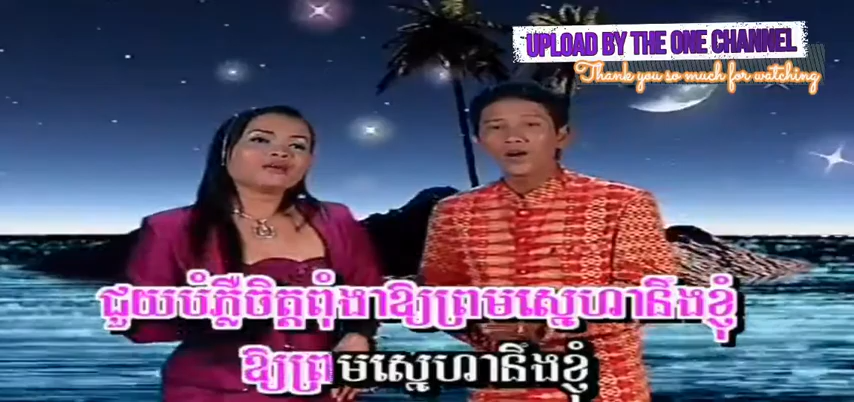 UPLOAD BY THE ONE CHANNEL
Thank you so much for watching
ជួយបំភ្លឺចិត្តពុំងាឱ្យព្រមស្នេហានឹងខ្ញុំ
ឱ្យព្រមស្នេហានឹងខ្ញុំ